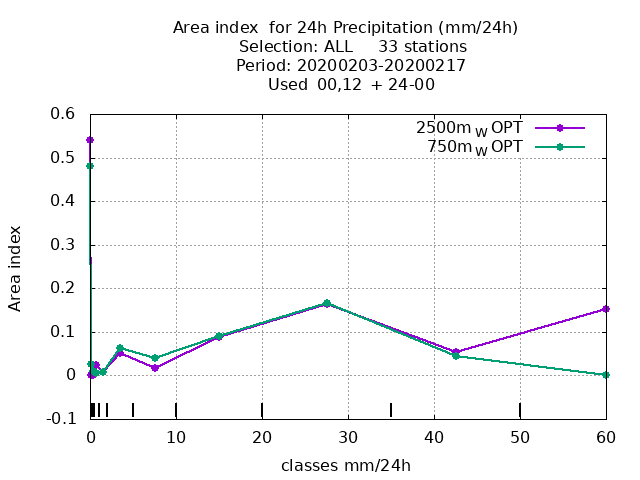 Area index  for 24h Precipitation (mm/24h)
Selection: ALL     33 stations
Period: 20200203-20200217
Used  00,12  + 24-00
2500m_W OPT
750m_W OPT
0.6
0.5
0.4
0.3
0.2
0.1
0
-0.1
Area index
0 10 20 30 40 50 60
classes mm/24h